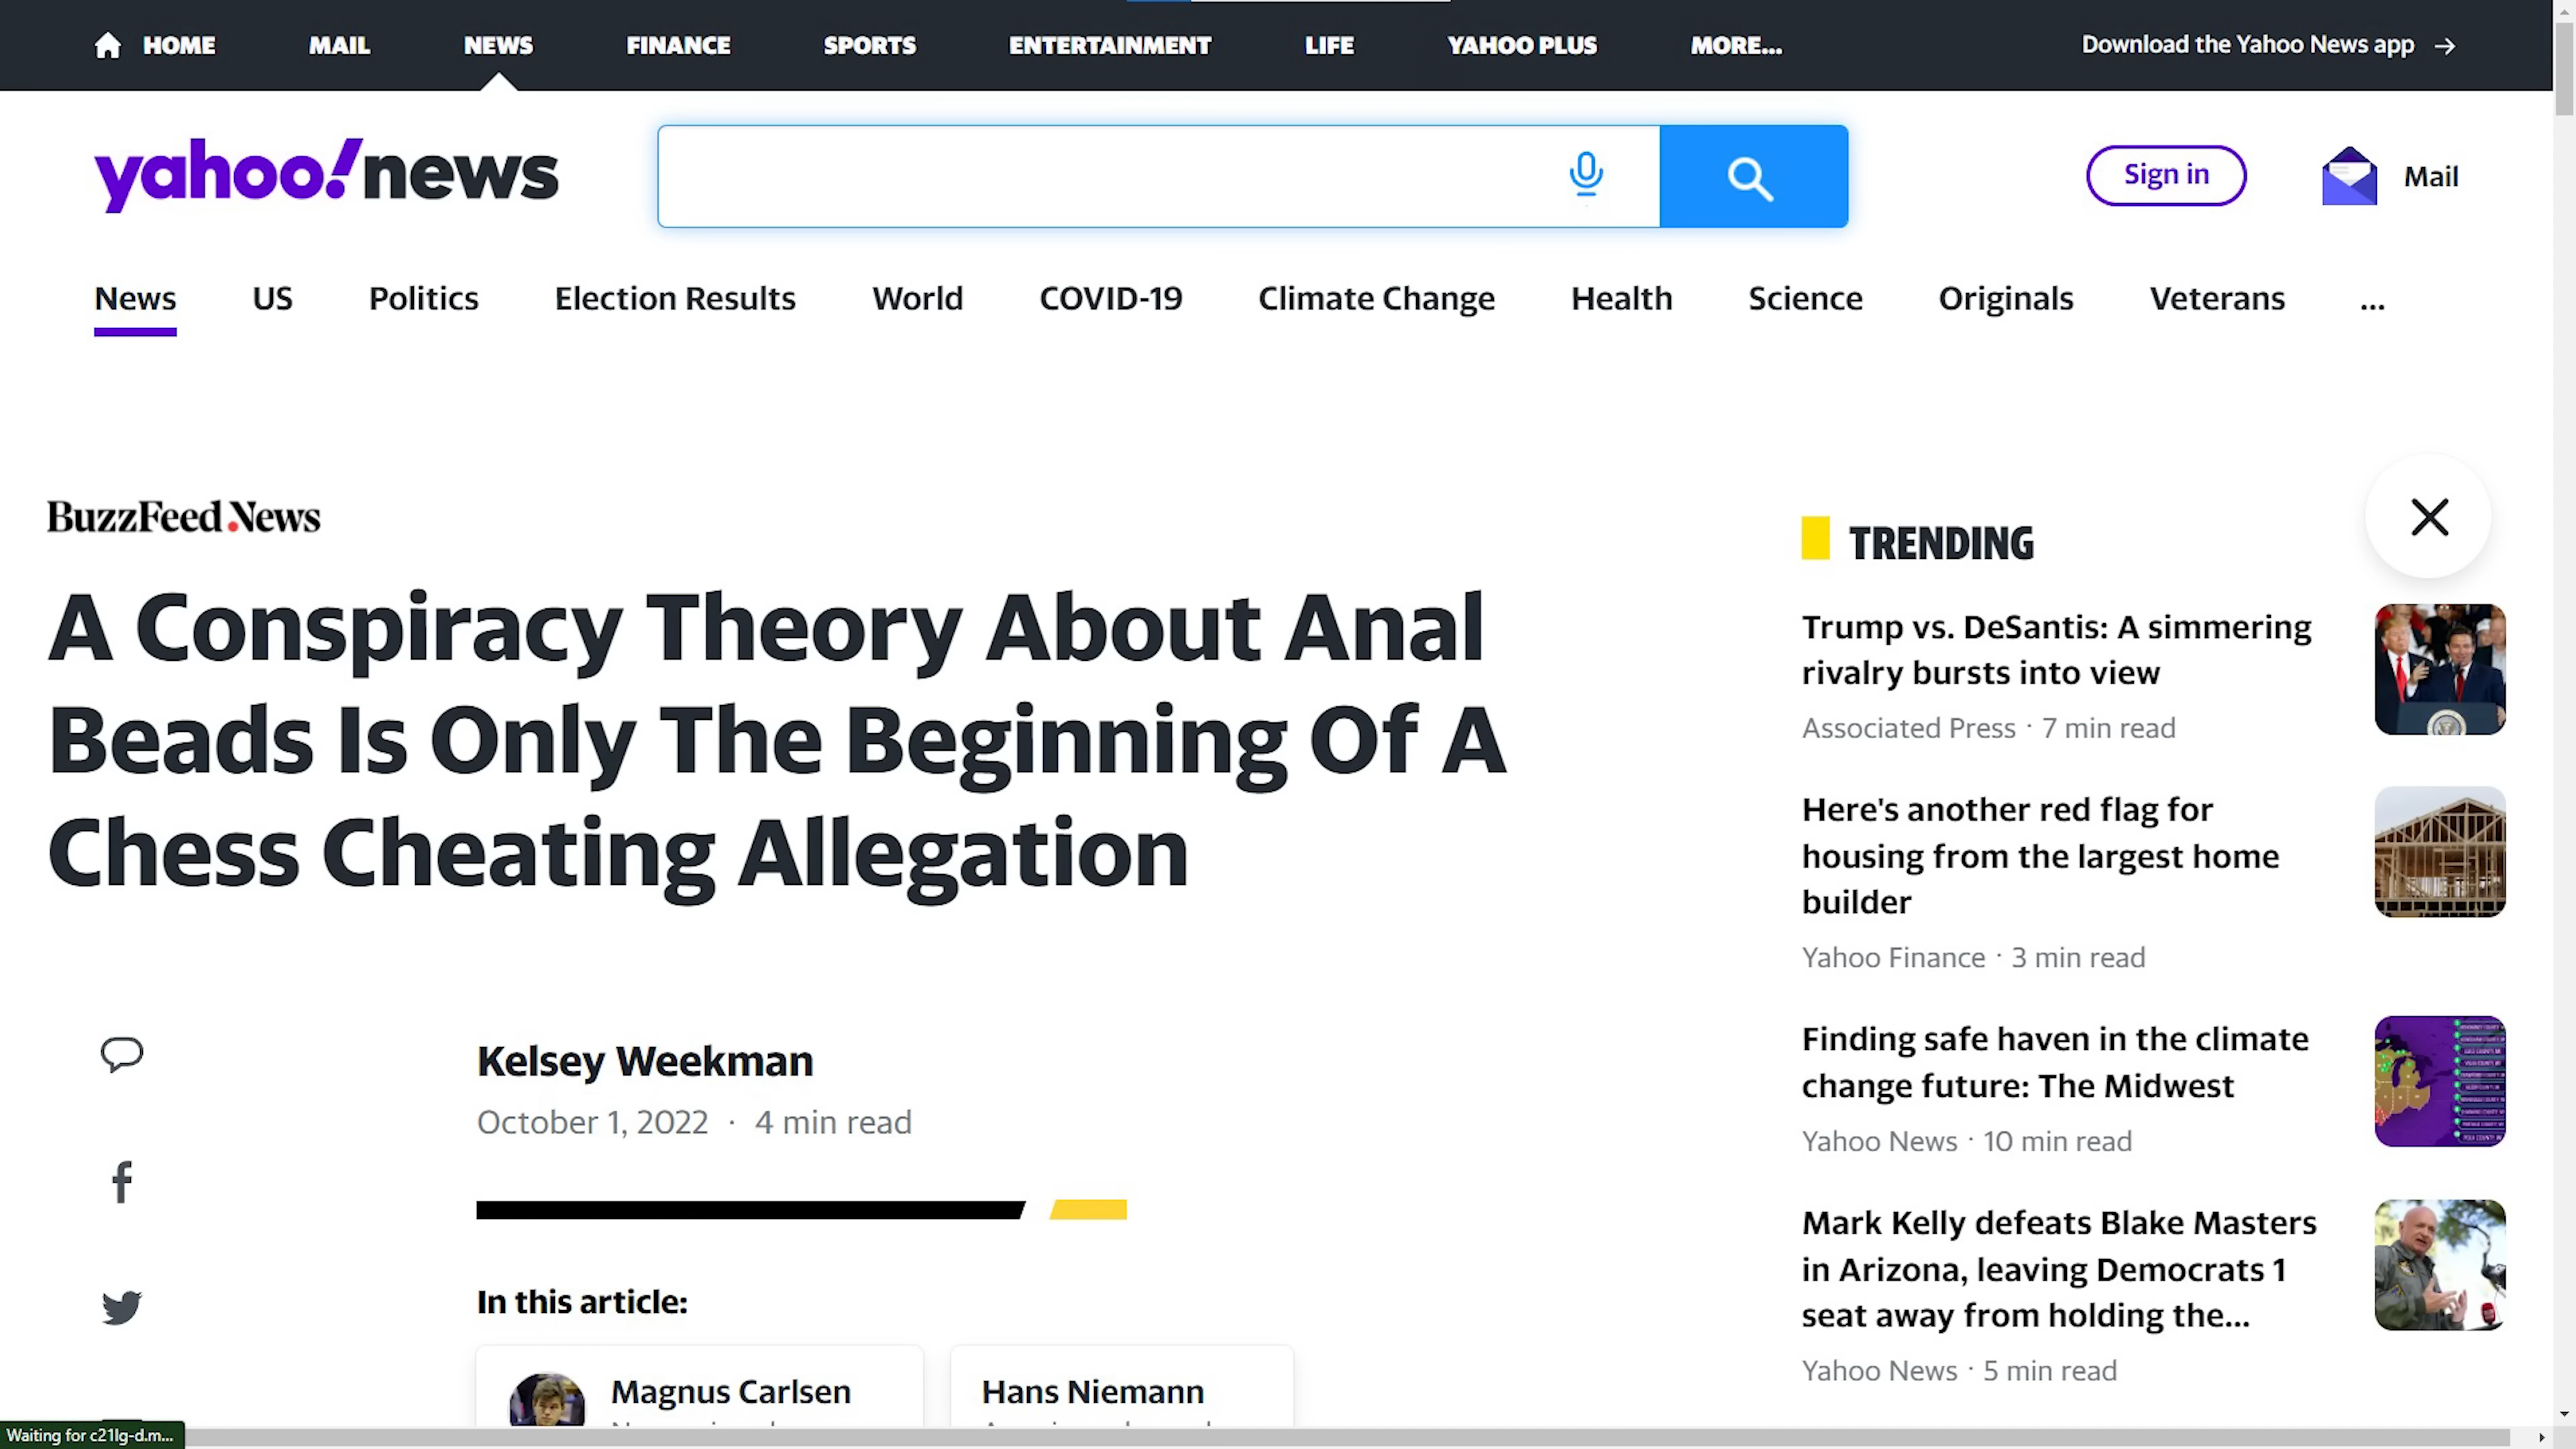 HOME MAIL NEWS FINANCE SPORTS ENTERTAINMENT LIFE YAHOO PLUS MORE... Download the Yahoo News app
yahoo!news
Sign in
Mail
News US Politics Election Results World COVID-19 Climate Change Health Science Originals Veterans ...
BuzzFeed News
A Conspiracy Theory About Anal
Beads Is Only The Beginning Of A
Chess Cheating Allegation
Kelsey Weekman
October 1, 2022 · 4 min read
In this article:
Magnus Carlsen
Hans Niemann
TRENDING
Trump vs. DeSantis: A simmering
rivalry bursts into view
Associated Press · 7 min read
Here's another red flag for
housing from the largest home
builder
Yahoo Finance · 3 min read
Finding safe haven in the climate
change future: The Midwest
Yahoo News · 10 min read
Mark Kelly defeats Blake Masters
in Arizona, leaving Democrats 1
seat away from holding the...
Yahoo News · 5 min read
Waiting for c21lg-d.m...